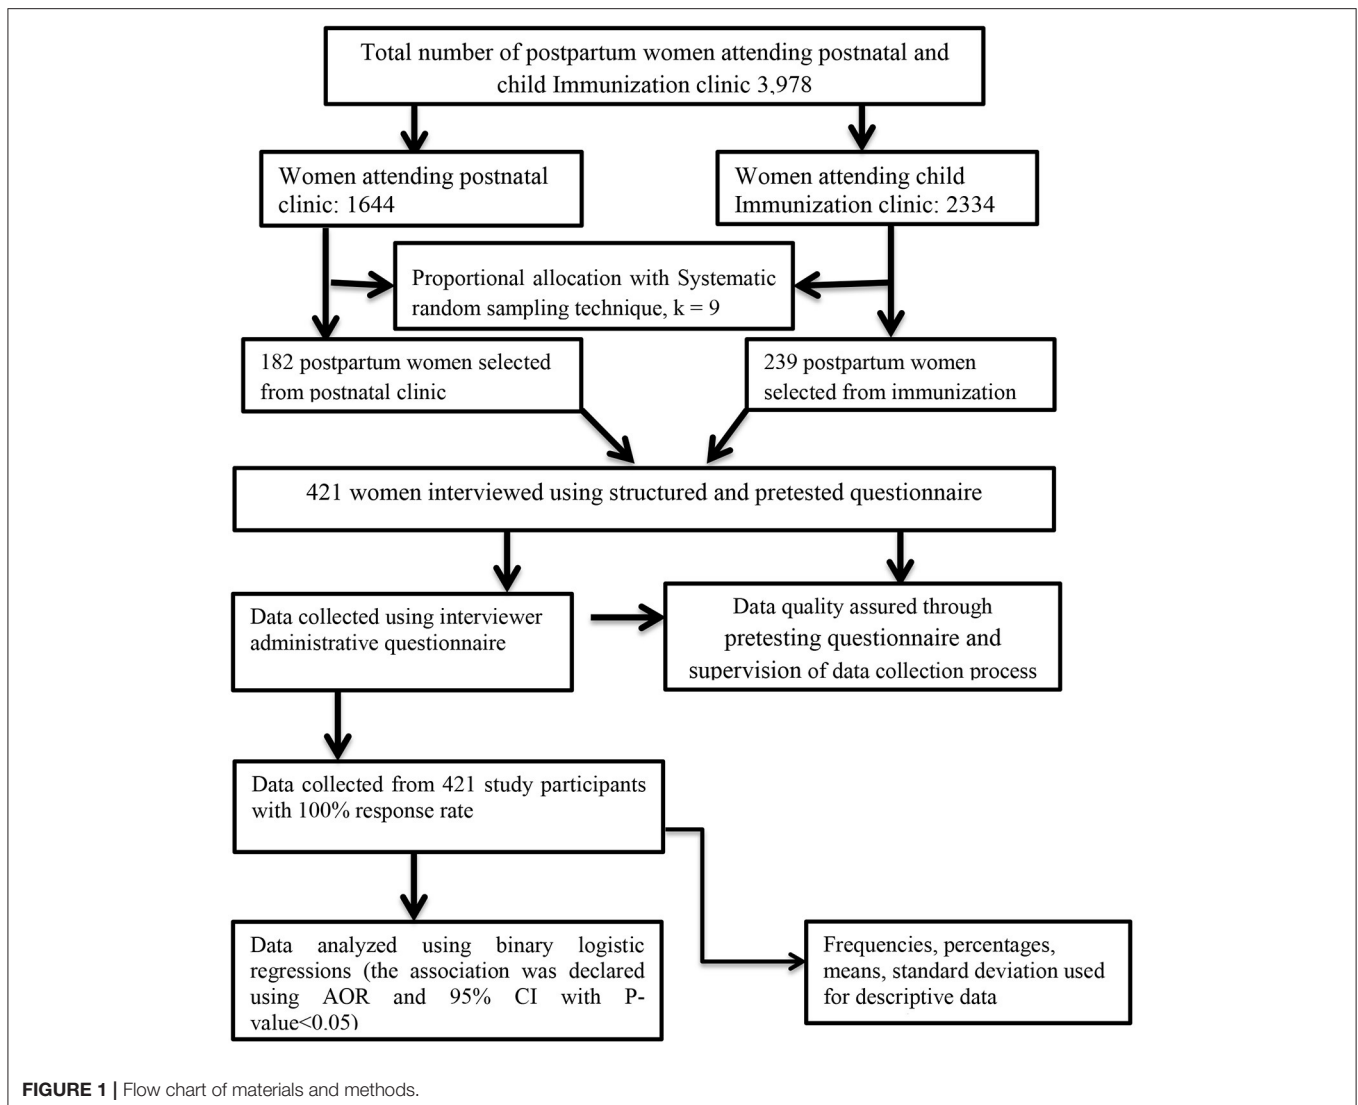 Total number of postpartum women attending postnatal and
child Immunization clinic 3,978
Women attending postnatal
clinic: 1644
Women attending child
Immunization clinic: 2334
Proportional allocation with Systematic
random sampling technique, k = 9
182 postpartum women selected
from postnatal clinic
239 postpartum women
selected from immunization
421 women interviewed using structured and pretested questionnaire
Data collected using interviewer
administrative questionnaire
Data quality assured through
pretesting questionnaire and
supervision of data collection process
Data collected from 421 study participants
with 100% response rate
Data analyzed using binary logistic
regressions (the association was declared
using AOR and 95% CI with P-
value<0.05)
Frequencies, percentages,
means, standard deviation used
for descriptive data
FIGURE 1 | Flow chart of materials and methods.